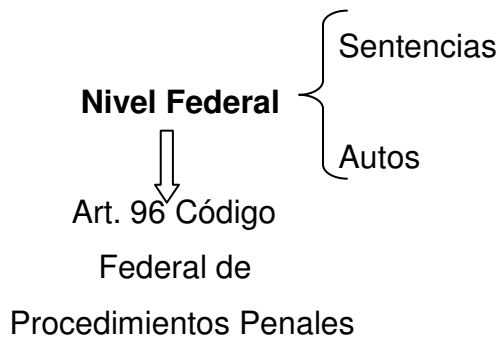 Sentencias
Nivel Federal
Autos
Art. 96 Código
Federal de
Procedimientos Penales